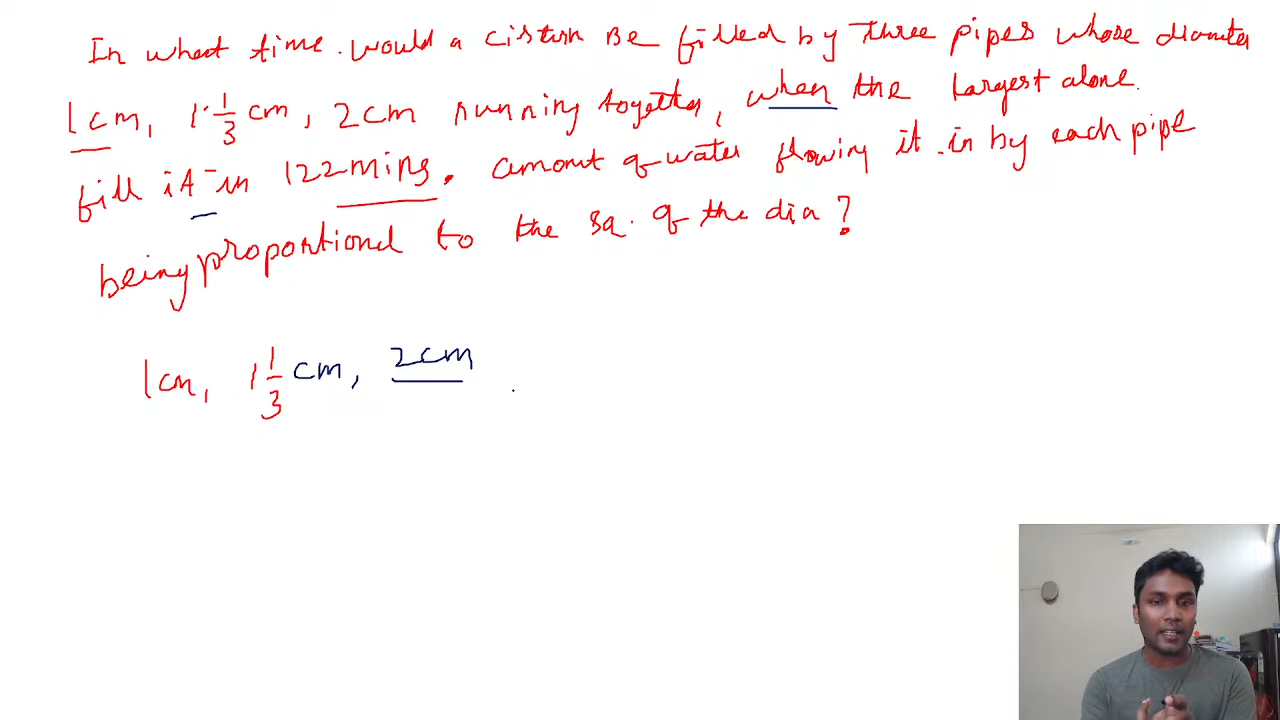 In what time would a cistern Be filled by three pipes whose diameter
1cm, 1 1/3 cm, 2cm running together, when the largest alone.
fill it in 122 mins. amount of water flowing it in by each pipe
being proportional to the sq. of the dia?
1cm, 1 1/3 cm, 2cm